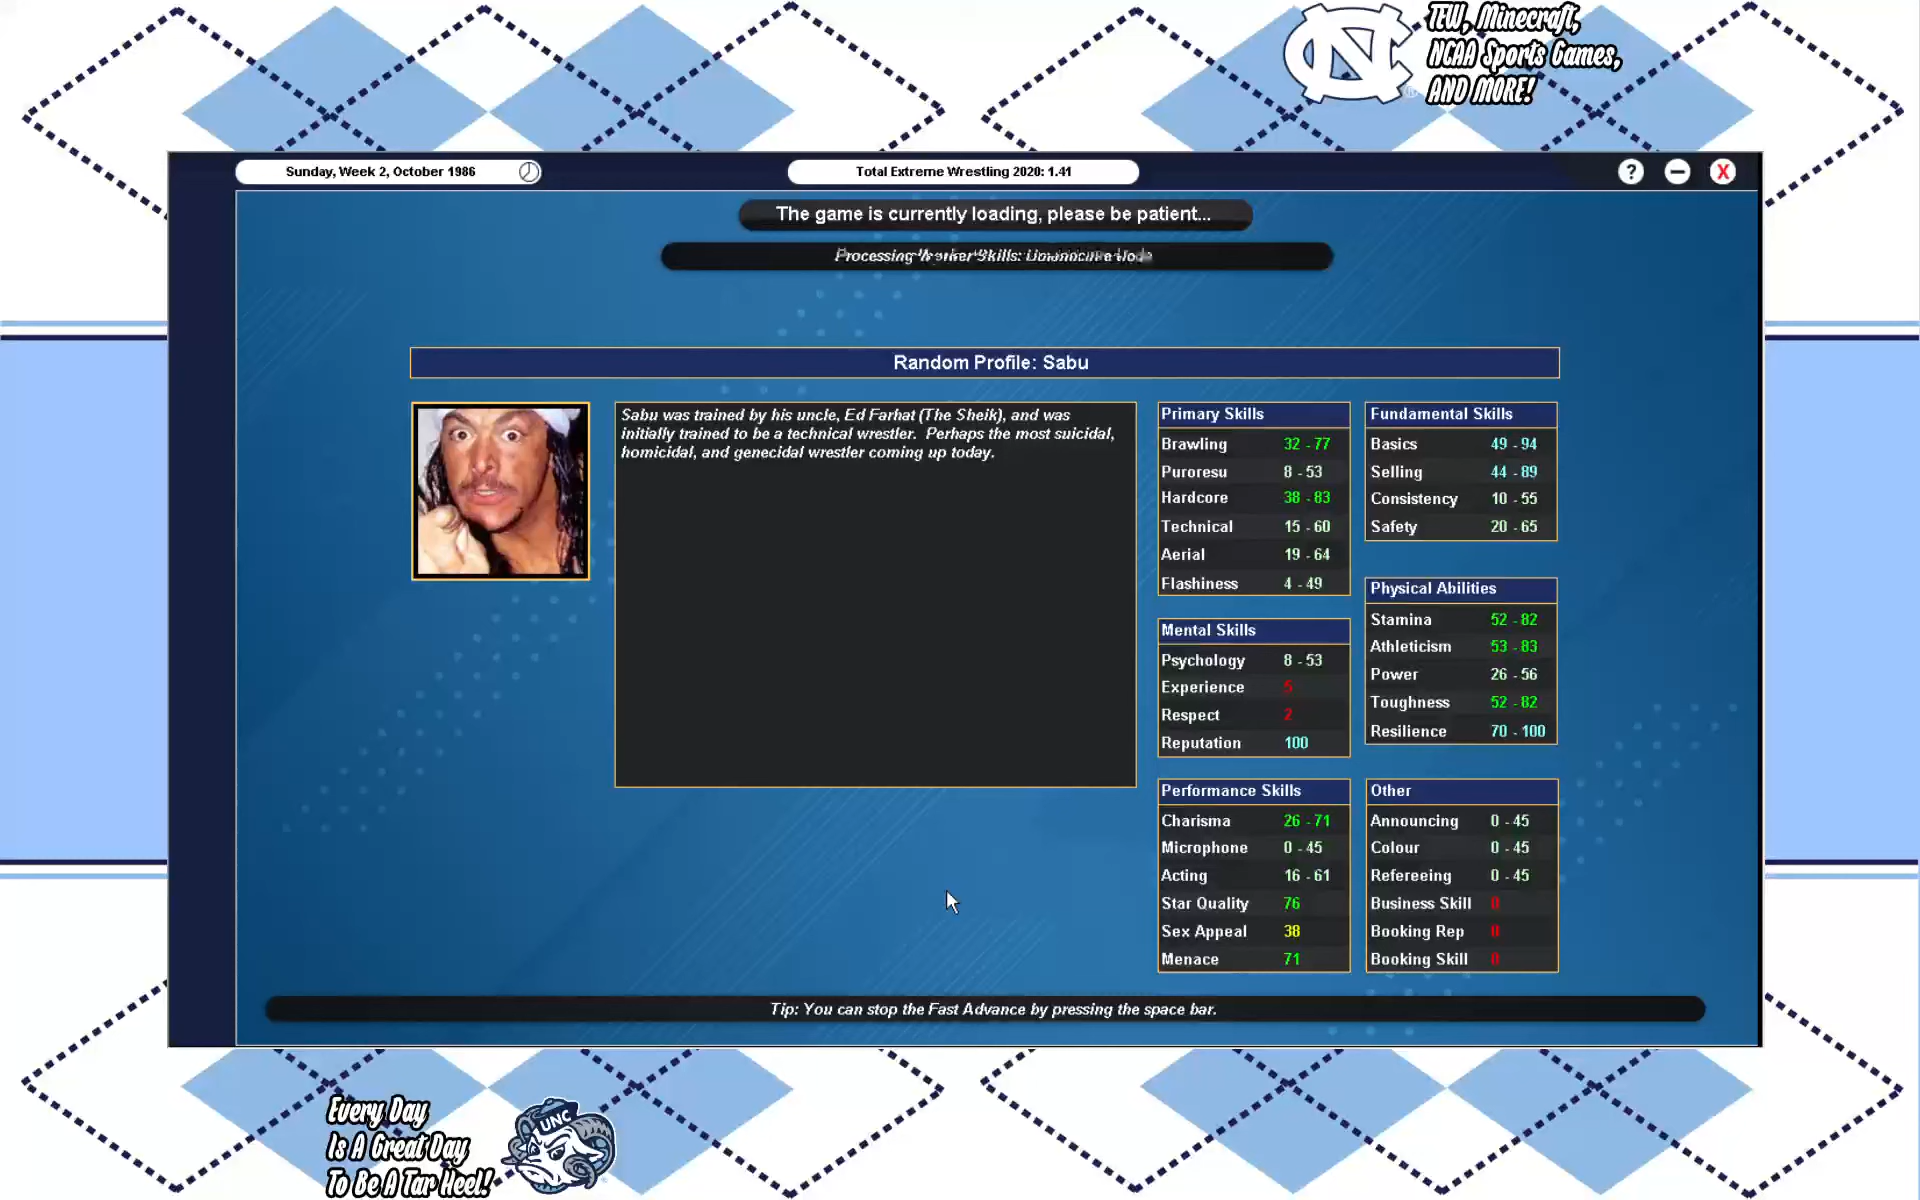 TEW, Minecraft,
NCAA Sports Games,
AND MORE!
NC
Sunday, Week 2, October 1986
Total Extreme Wrestling 2020: 1.41
?
X
The game is currently loading, please be patient...
Processing Worker Skills:
Random Profile: Sabu
Sabu was trained by his uncle, Ed Farhat (The Sheik), and was
initially trained to be a technical wrestler. Perhaps the most suicidal,
homicidal, and genecidal wrestler coming up today.
Primary Skills
Brawling 32 - 77
Puroresu 8 - 53
Hardcore 38 - 83
Technical 15 - 60
Aerial 19 - 64
Flashiness 4 - 49
Mental Skills
Psychology 8 - 53
Experience 5
Respect 2
Reputation 100
Performance Skills
Charisma 26 - 71
Microphone 0 - 45
Acting 16 - 61
Star Quality 76
Sex Appeal 38
Menace 71
Fundamental Skills
Basics 49 - 94
Selling 44 - 89
Consistency 10 - 55
Safety 20 - 65
Physical Abilities
Stamina 52 - 82
Athleticism 53 - 83
Power 26 - 56
Toughness 52 - 82
Resilience 70 - 100
Other
Announcing 0 - 45
Colour 0 - 45
Refereeing 0 - 45
Business Skill 0
Booking Rep 0
Booking Skill 0
Tip: You can stop the Fast Advance by pressing the space bar.
Every Day
Is A Great Day
To Be A Tar Heel!
UNC